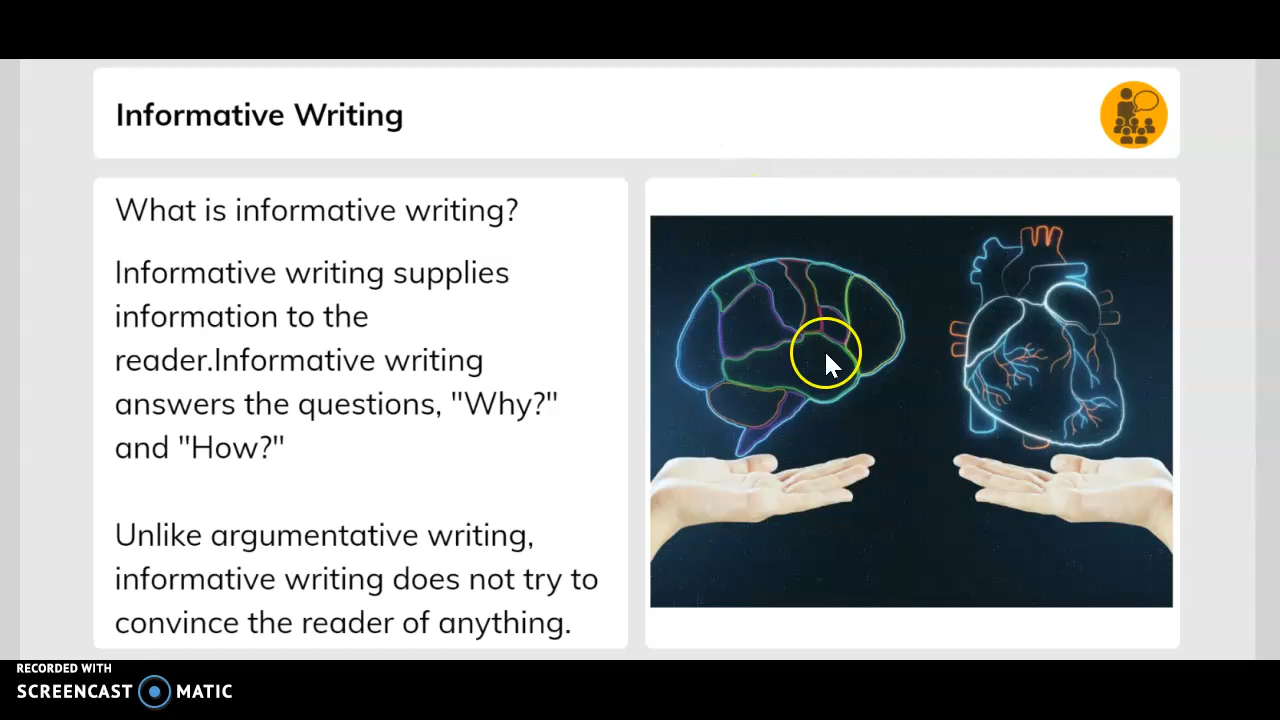 Informative Writing
What is informative writing?
Informative writing supplies
information to the
reader.Informative writing
answers the questions, "Why?"
and "How?"
Unlike argumentative writing,
informative writing does not try to
convince the reader of anything.
RECORDED WITH
SCREENCAST MATIC